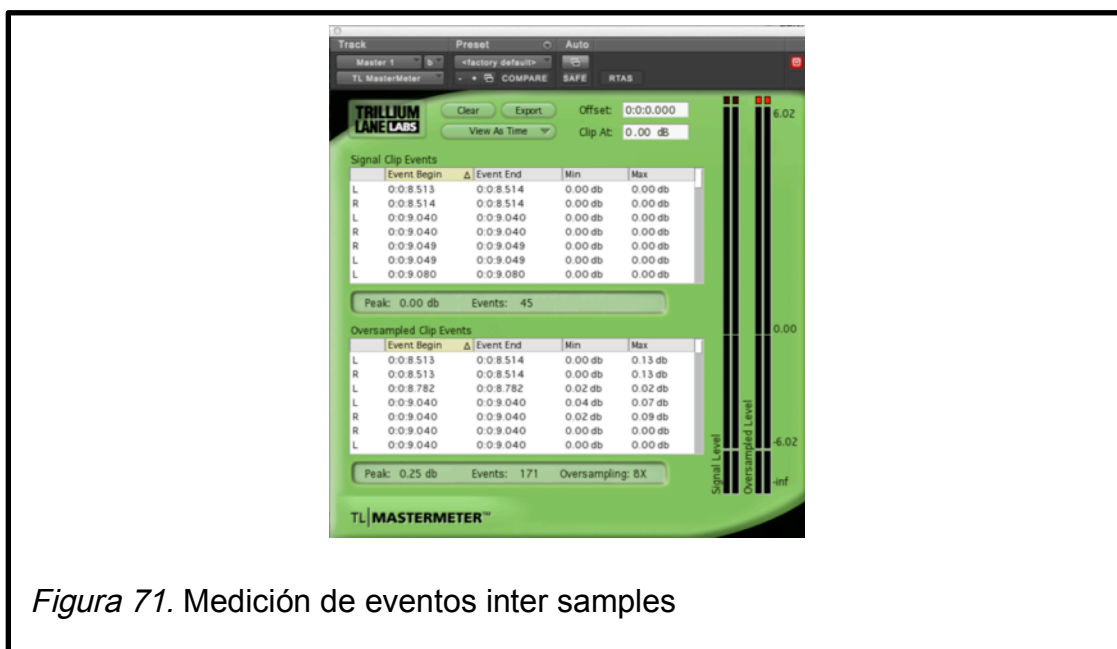 Track Preset Auto
Master 1 b <factory default>
TL MasterMeter - + COMPARE SAFE RTAS
TRILLIUM LANE LABS
Clear Export Offset: 0:0:0.000
View As Time Clip At: 0.00 dB
6.02
Signal Clip Events
Event Begin Δ Event End Min Max
L 0:0:8.513 0:0:8.514 0.00 db 0.00 db
R 0:0:8.514 0:0:8.514 0.00 db 0.00 db
L 0:0:9.040 0:0:9.040 0.00 db 0.00 db
R 0:0:9.040 0:0:9.040 0.00 db 0.00 db
R 0:0:9.049 0:0:9.049 0.00 db 0.00 db
L 0:0:9.049 0:0:9.049 0.00 db 0.00 db
L 0:0:9.080 0:0:9.080 0.00 db 0.00 db
Peak: 0.00 db Events: 45
0.00
Oversampled Clip Events
Event Begin Δ Event End Min Max
L 0:0:8.513 0:0:8.514 0.00 db 0.13 db
R 0:0:8.513 0:0:8.514 0.00 db 0.13 db
L 0:0:8.782 0:0:8.782 0.02 db 0.02 db
L 0:0:9.040 0:0:9.040 0.04 db 0.07 db
R 0:0:9.040 0:0:9.040 0.02 db 0.09 db
R 0:0:9.040 0:0:9.040 0.00 db 0.00 db
L 0:0:9.040 0:0:9.040 0.00 db 0.00 db
-6.02
Peak: 0.25 db Events: 171 Oversampling: 8X
Signal Level
Oversampled Level
-inf
TL|MASTERMETER™
Figura 71. Medición de eventos inter samples